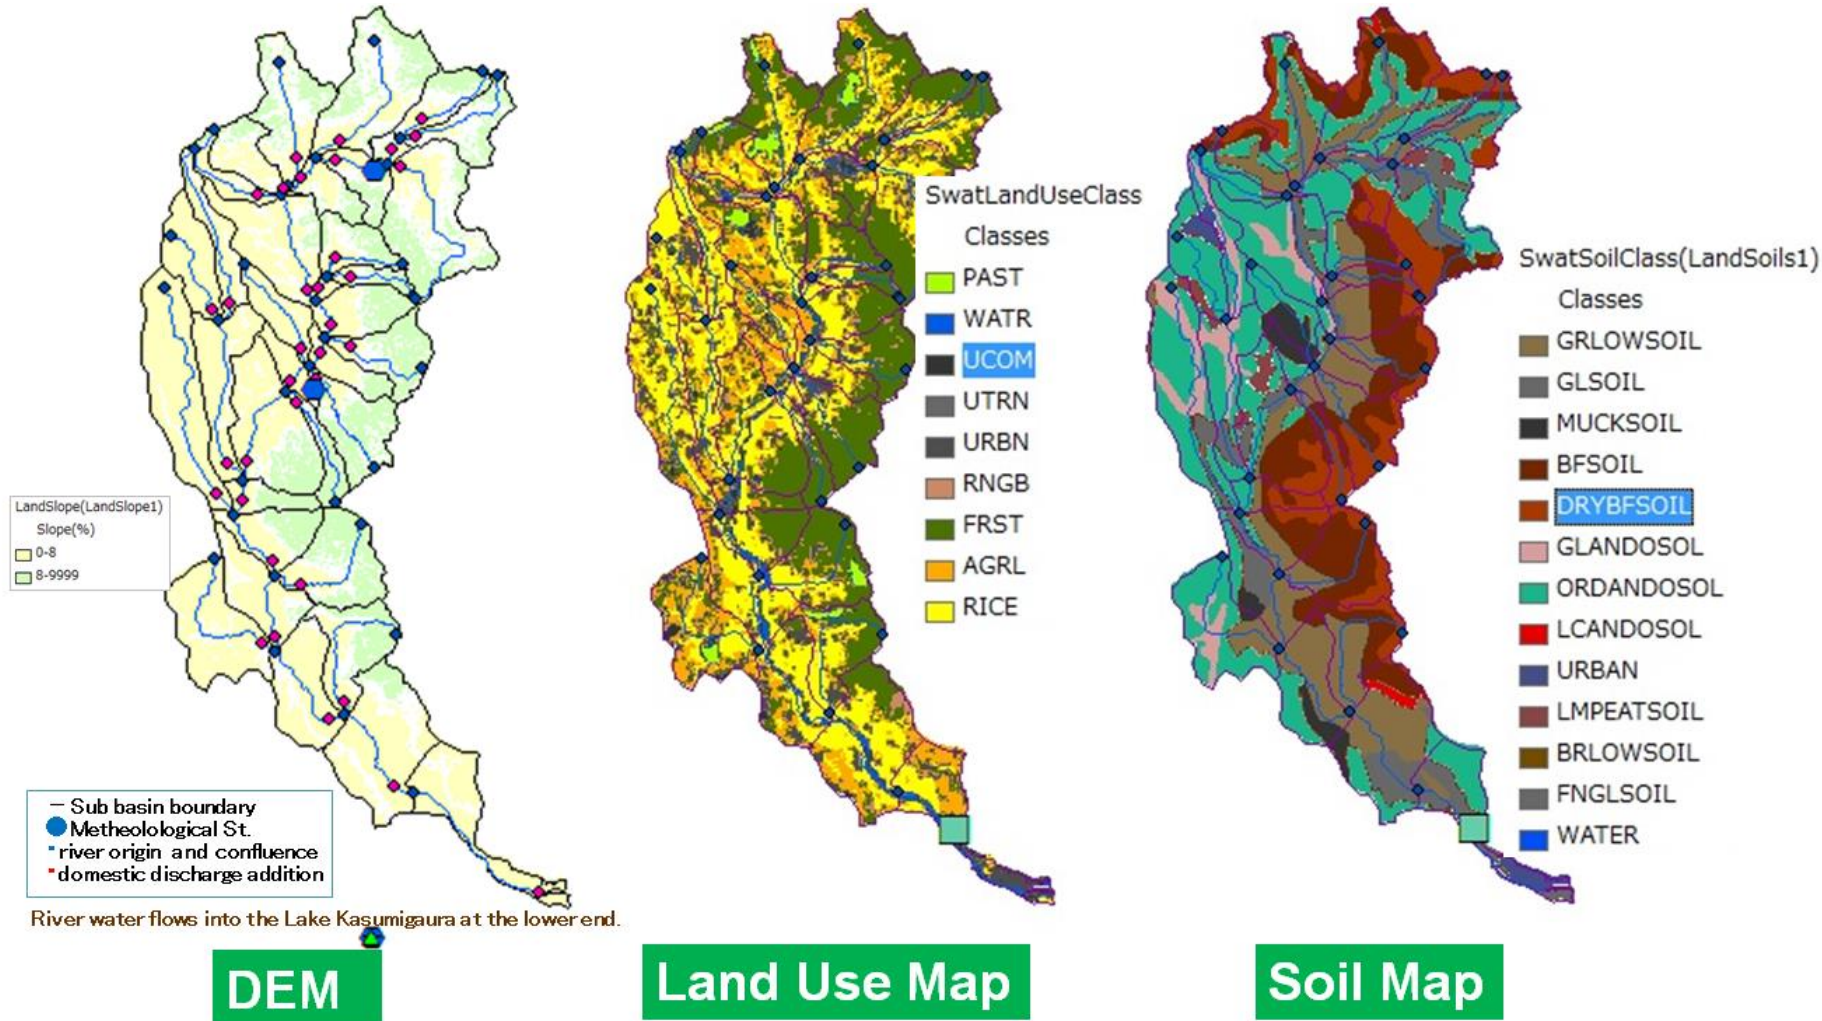 LandSlope(LandSlope1)
Slope(%)
0-8
8-9999
Sub basin boundary
Metheolological St.
river origin and confluence
domestic discharge addition
River water flows into the Lake Kasumigaura at the lower end.
DEM
SwatLandUseClass
Classes
PAST
WATR
UCOM
UTRN
URBN
RNGB
FRST
AGRL
RICE
Land Use Map
SwatSoilClass(LandSoils1)
Classes
GRLOWSOIL
GLSOIL
MUCKSOIL
BFSOIL
DRYBFSOIL
GLANDOSOL
ORDANDOSOL
LCANDOSOL
URBAN
LMPEATSOIL
BRLOWSOIL
FNGLSOIL
WATER
Soil Map